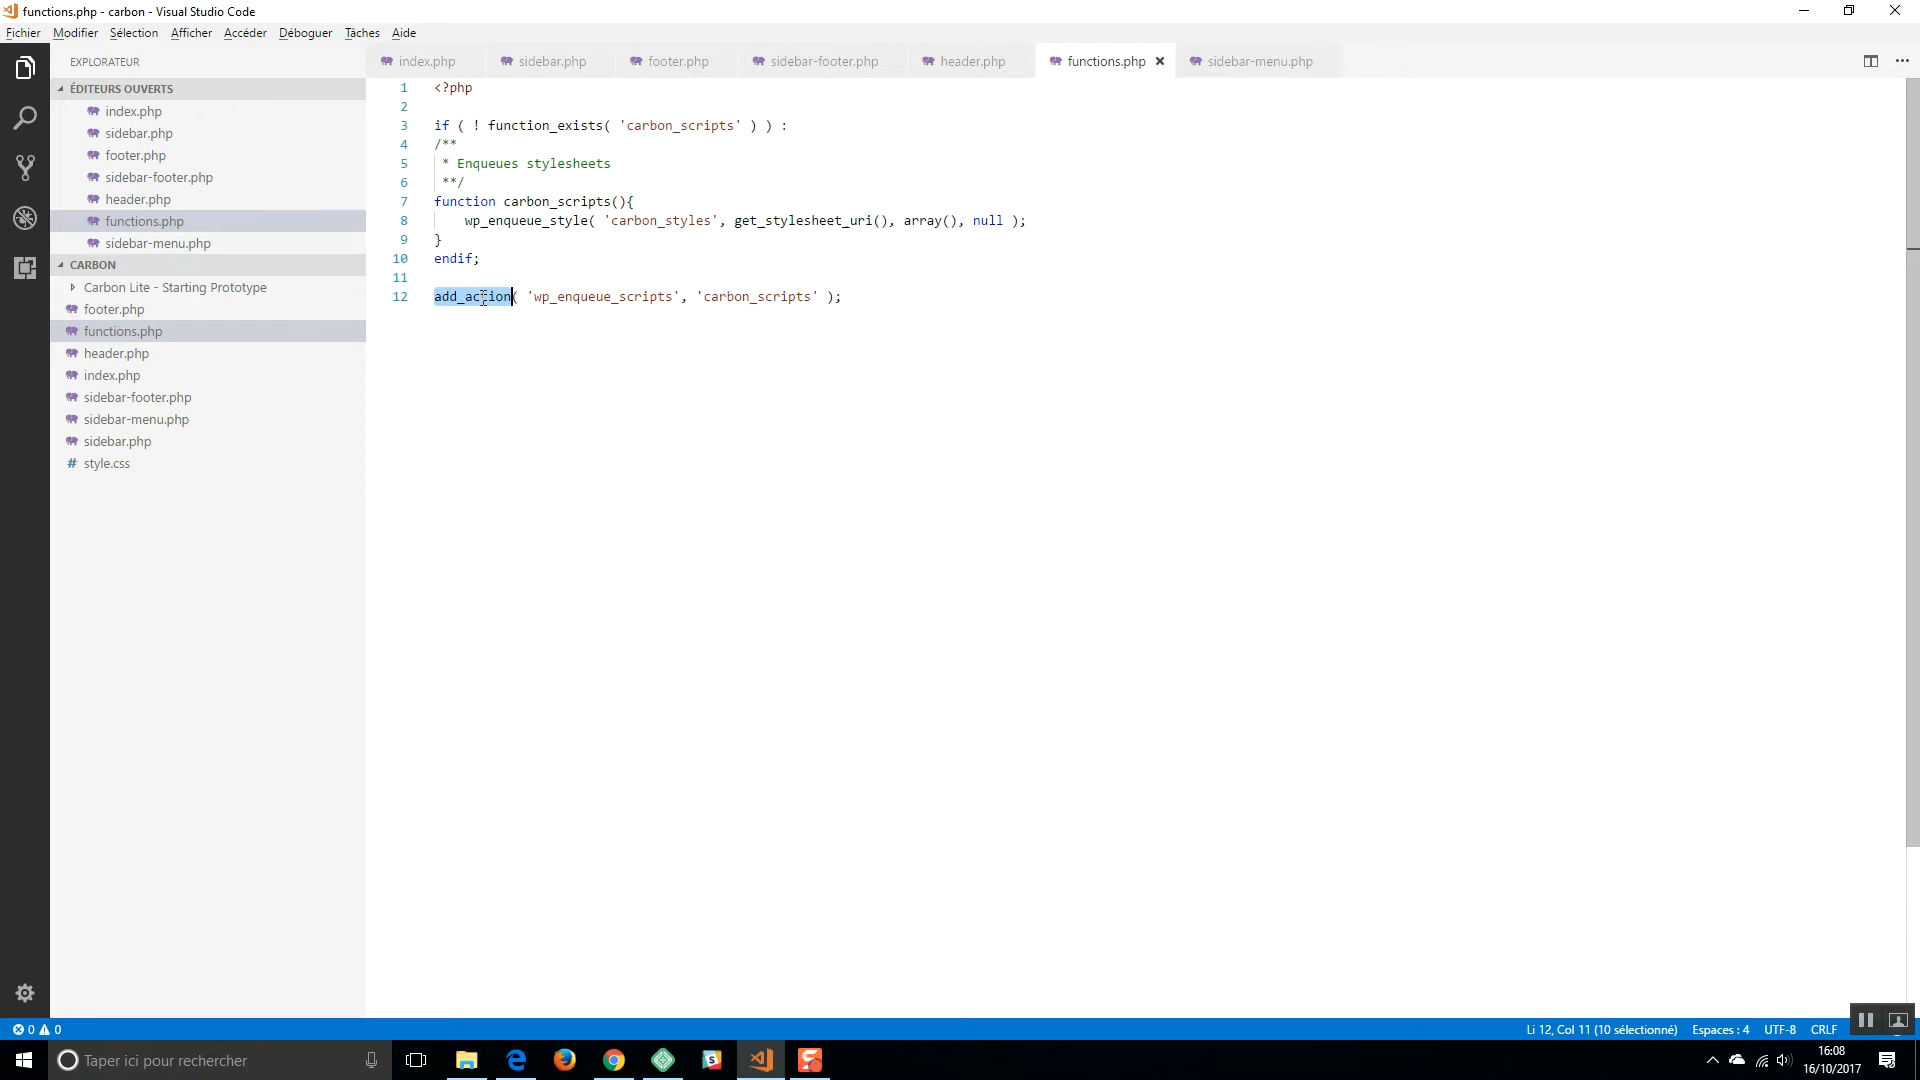 functions.php - carbon - Visual Studio Code
Fichier Modifier Sélection Afficher Accéder Déboguer Tâches Aide
EXPLORATEUR
ÉDITEURS OUVERTS
index.php
sidebar.php
footer.php
sidebar-footer.php
header.php
functions.php
sidebar-menu.php
CARBON
Carbon Lite - Starting Prototype
footer.php
functions.php
header.php
index.php
sidebar-footer.php
sidebar-menu.php
sidebar.php
# style.css
index.php sidebar.php footer.php sidebar-footer.php header.php functions.php sidebar-menu.php
1 <?php
2
3 if ( ! function_exists( 'carbon_scripts' ) ) :
4 /**
5 * Enqueues stylesheets
6 **/
7 function carbon_scripts(){
8 wp_enqueue_style( 'carbon_styles', get_stylesheet_uri(), array(), null );
9 }
10 endif;
11
12 add_action( 'wp_enqueue_scripts', 'carbon_scripts' );
0 0 Li 12, Col 11 (10 sélectionné) Espaces : 4 UTF-8 CRLF
Taper ici pour rechercher
16:08
16/10/2017